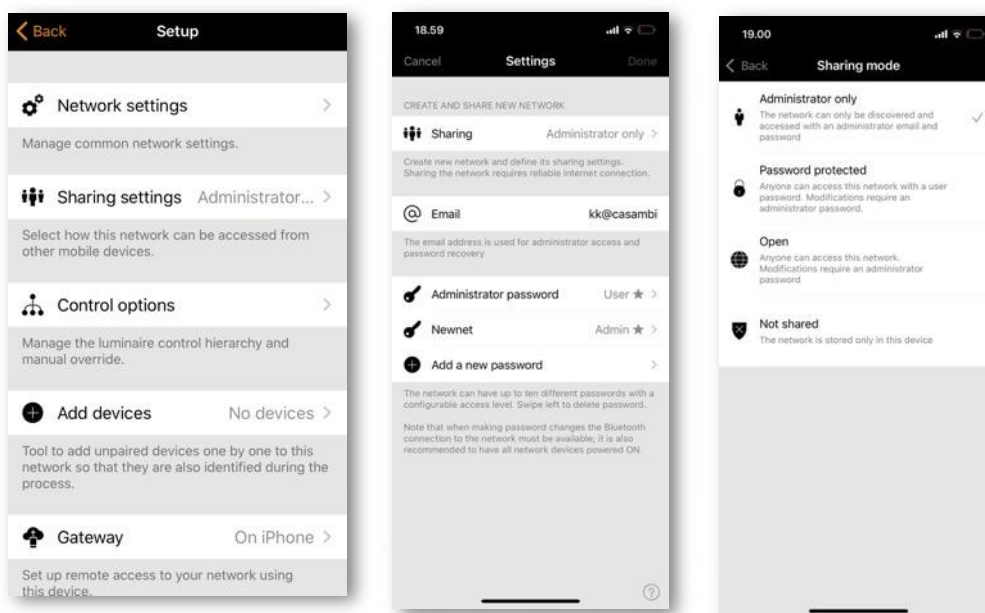 Back
Setup
Network settings
Manage common network settings.
Sharing settings Administrator...
Select how this network can be accessed from
other mobile devices.
Control options
Manage the luminaire control hierarchy and
manual override.
Add devices No devices
Tool to add unpaired devices one by one to this
network so that they are also identified during the
process.
Gateway On iPhone
Set up remote access to your network using
this device.
18.59
Cancel Settings Done
CREATE AND SHARE NEW NETWORK
Sharing Administrator only
Create new network and define its sharing settings.
Sharing the network requires reliable Internet connection.
Email kk@casambi
The email address is used for administrator access and
password recovery
Administrator password User ★
Newnet Admin ★
Add a new password
The network can have up to ten different passwords with a
configurable access level. Swipe left to delete password.
Note that when making password changes the Bluetooth
connection to the network must be available; it is also
recommended to have all network devices powered ON.
?
19.00
Back Sharing mode
Administrator only
The network can only be discovered and
accessed with an administrator email and
password
Password protected
Anyone can access this network with a user
password. Modifications require an
administrator password.
Open
Anyone can access this network.
Modifications require an administrator
password
Not shared
The network is stored only in this device